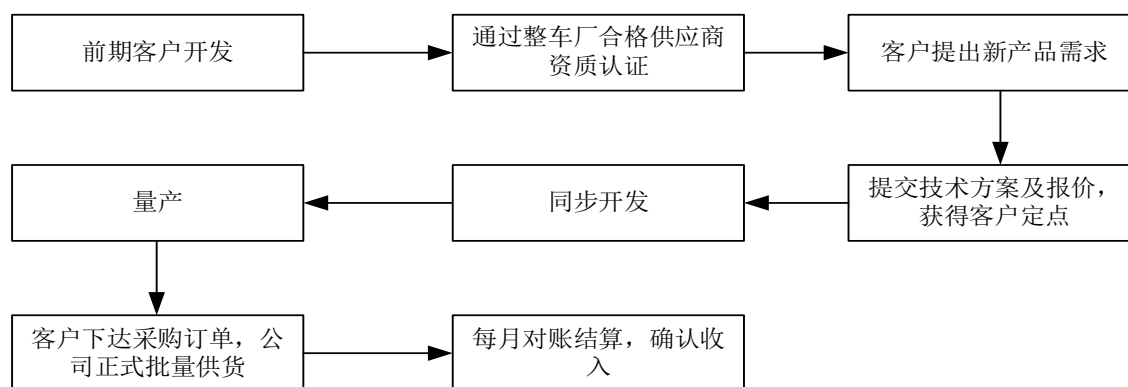 前期客户开发
通过整车厂合格供应商
资质认证
客户提出新产品需求
提交技术方案及报价，
获得客户定点
同步开发
量产
客户下达采购订单，公
司正式批量供货
每月对账结算，确认收
入